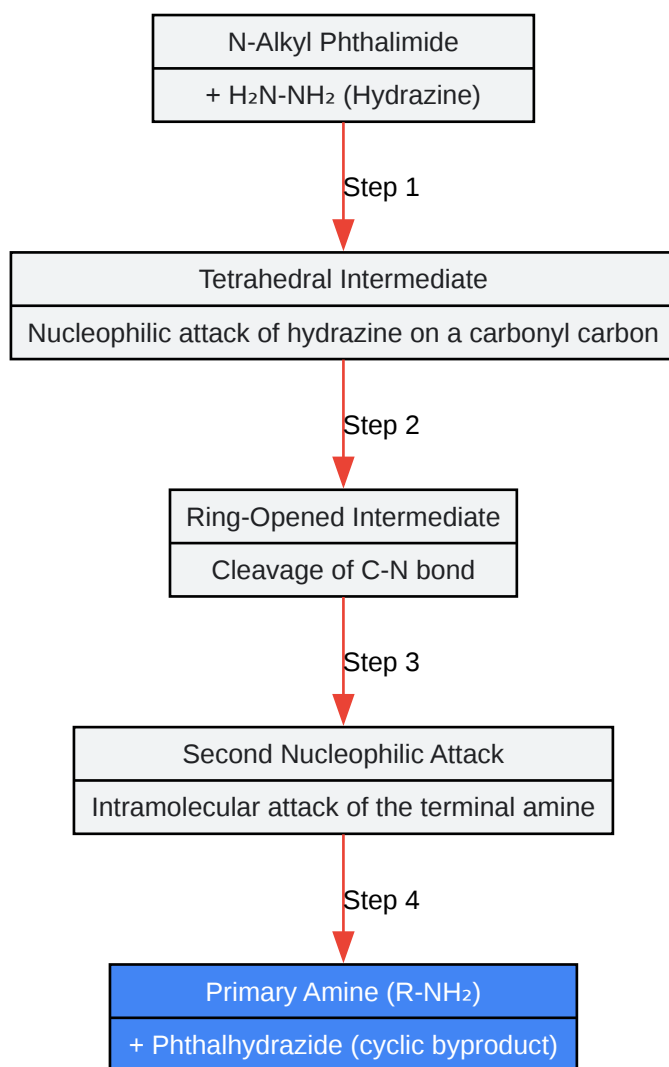 N-Alkyl Phthalimide
+ H₂N-NH₂ (Hydrazine)
Step 1
Tetrahedral Intermediate
Nucleophilic attack of hydrazine on a carbonyl carbon
Step 2
Ring-Opened Intermediate
Cleavage of C-N bond
Step 3
Second Nucleophilic Attack
Intramolecular attack of the terminal amine
Step 4
Primary Amine (R-NH₂)
+ Phthalhydrazide (cyclic byproduct)